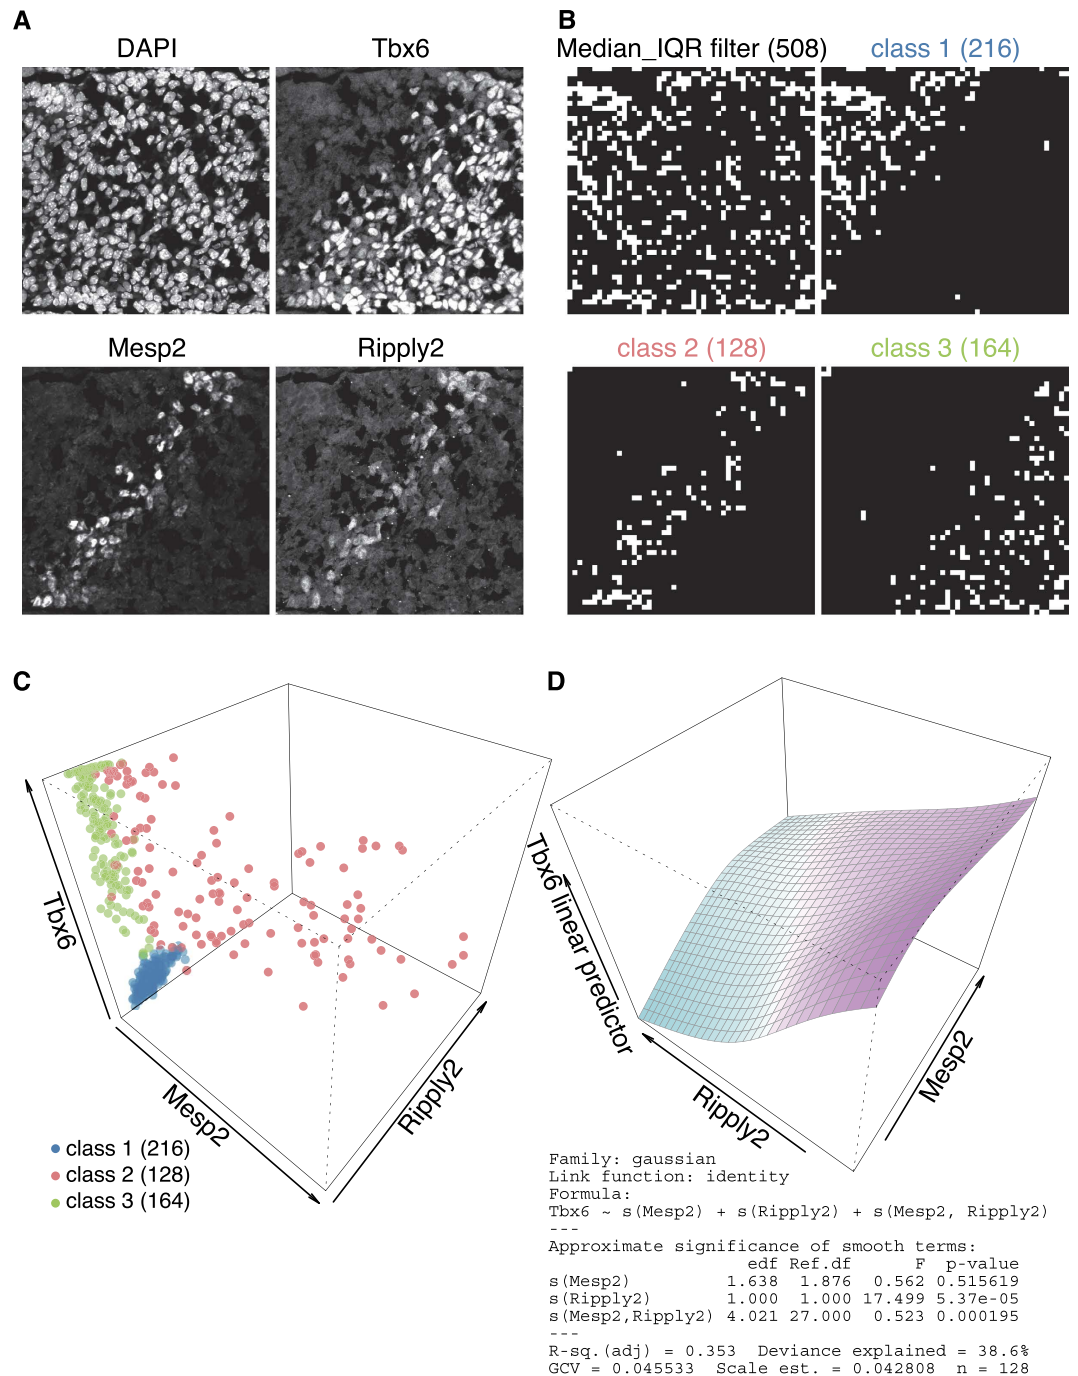 A
B
DAPI
Tbx6
Median_IQR filter (508)
class 1 (216)
Mesp2
Ripply2
class 2 (128)
class 3 (164)
C
D
Tbx6
Mesp2
Ripply2
class 1 (216)
class 2 (128)
class 3 (164)
Tbx6 linear predictor
Ripply2
Mesp2
Family: gaussian
Link function: identity
Formula:
Tbx6 ~ s(Mesp2) + s(Ripply2) + s(Mesp2, Ripply2)
---
Approximate significance of smooth terms:
edf Ref.df F p-value
s(Mesp2) 1.638 1.876 0.562 0.515619
s(Ripply2) 1.000 1.000 17.499 5.37e-05
s(Mesp2,Ripply2) 4.021 27.000 0.523 0.000195
---
R-sq.(adj) = 0.353 Deviance explained = 38.6%
GCV = 0.045533 Scale est. = 0.042808 n = 128